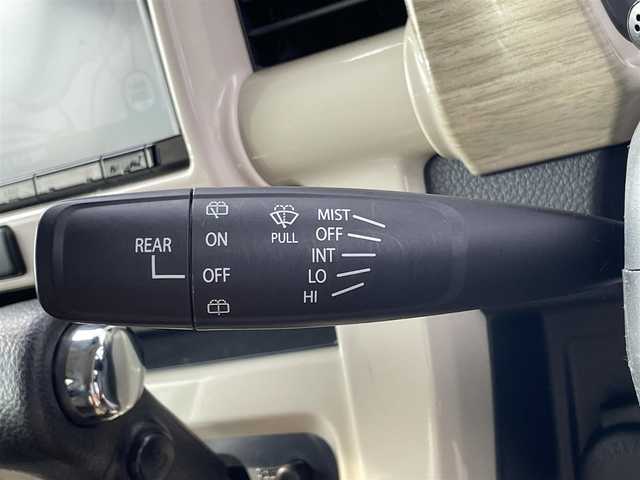 REAR
ON
OFF
PULL
MIST
OFF
INT
LO
HI